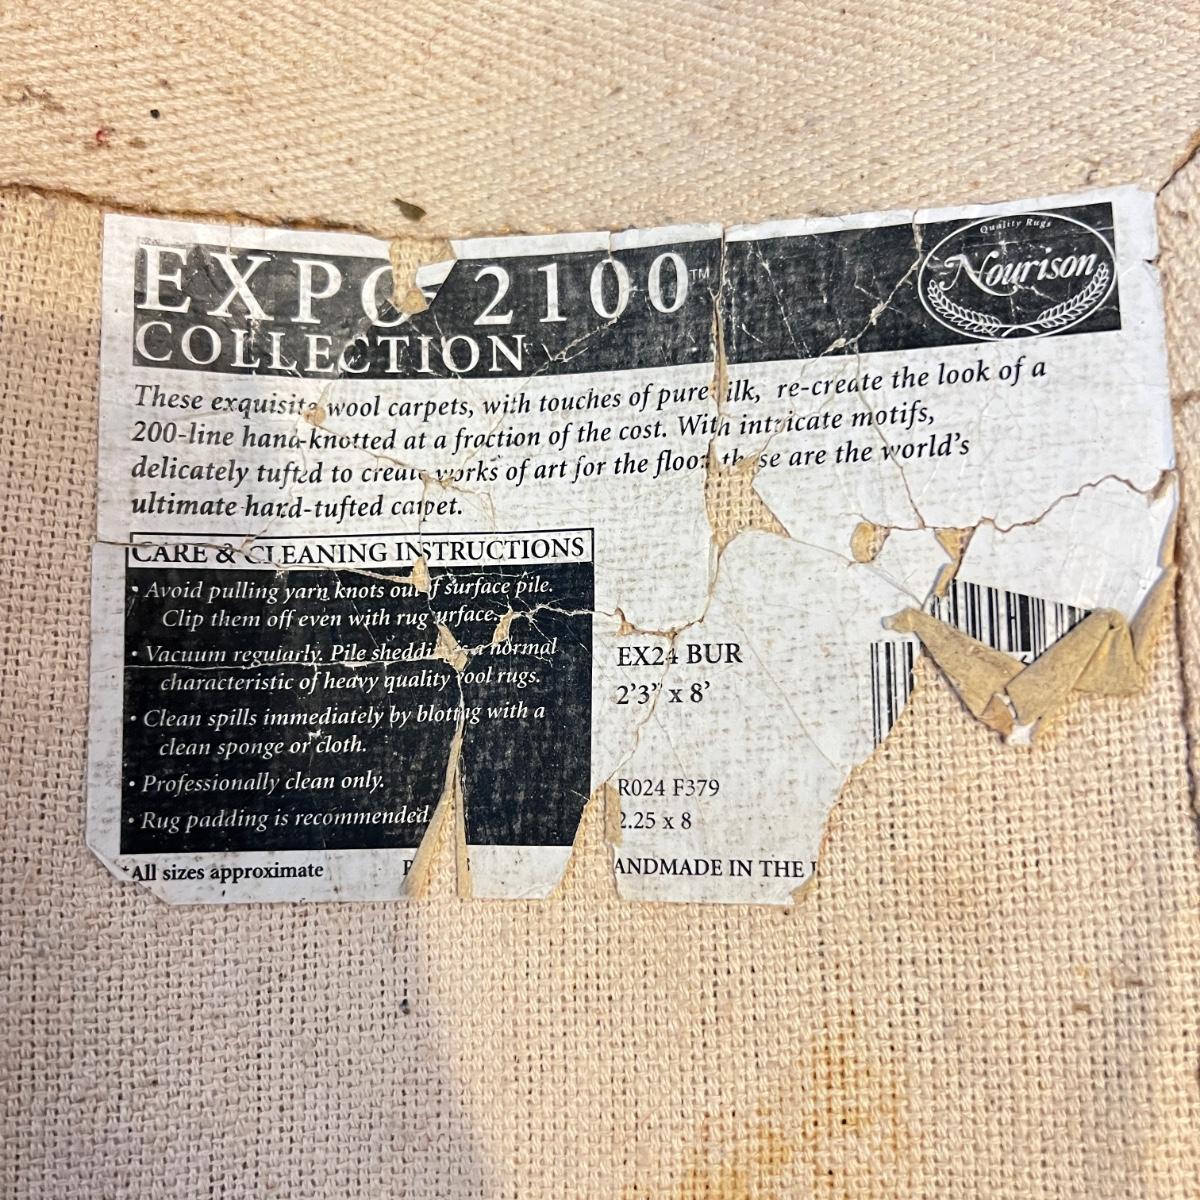 EXPO 2100™
COLLECTION
Quality Rugs
Nourison
These exquisite wool carpets, with touches of pure silk, re-create the look of a
200-line hand-knotted at a fraction of the cost. With intricate motifs,
delicately tufted to create works of art for the floor these are the world's
ultimate hard-tufted carpet.
CARE & CLEANING INSTRUCTIONS
• Avoid pulling yarn knots out of surface pile.
Clip them off even with rug surface.
• Vacuum regularly. Pile shedding is a normal
characteristic of heavy quality wool rugs.
• Clean spills immediately by blotting with a
clean sponge or cloth.
• Professionally clean only.
• Rug padding is recommended.
*All sizes approximate
EX24 BUR
2'3" x 8'
R024 F379
2.25 x 8
ANDMADE IN THE